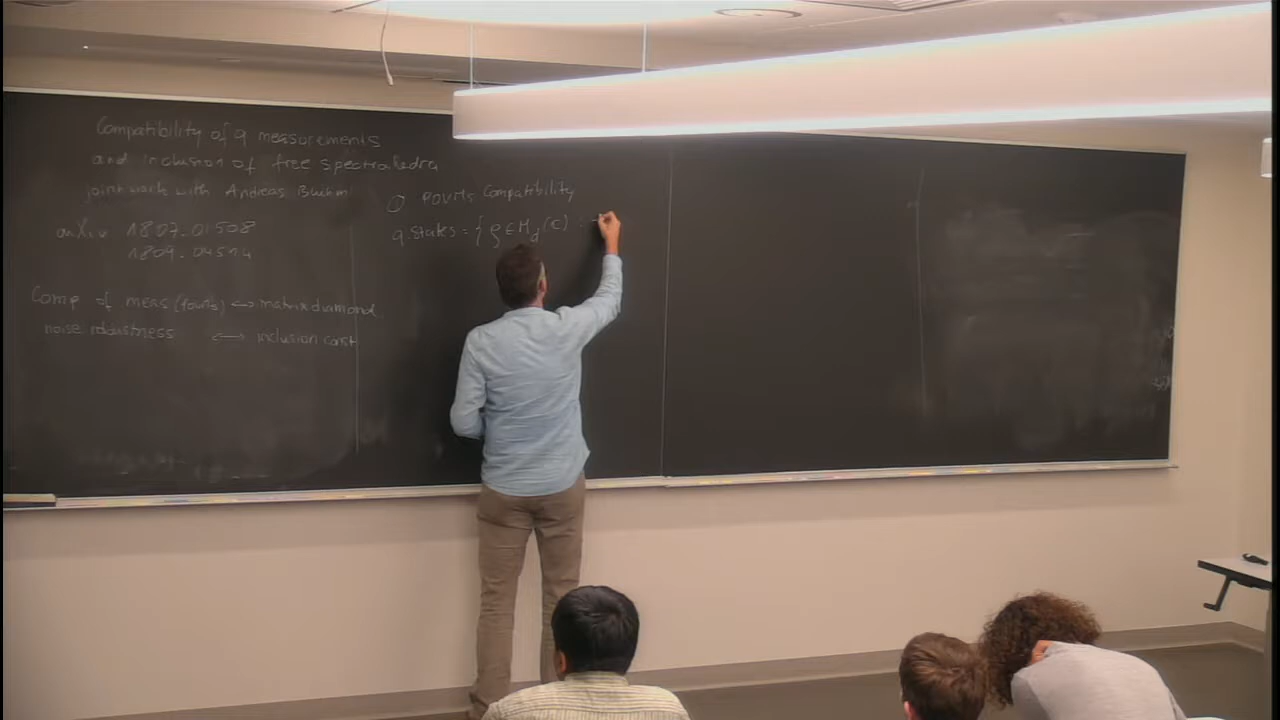 Compatibility of q measurements
and inclusion of free spectrahedra
joint work with Andreas Bluhm
arXiv 1807.01508
1809.04514
Comp of meas (POVMs) ↔ matrix diamond
noise robustness ↔ inclusion const
① POVMs Compatibility
q. states = { ρ ∈ M_d (ℂ) :